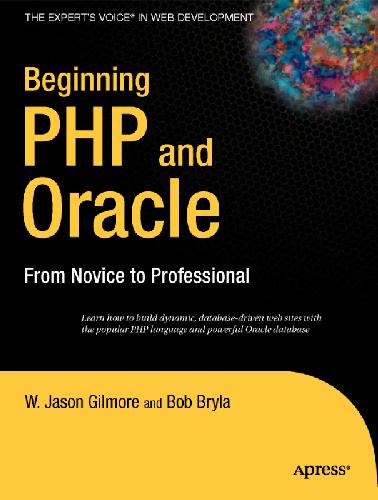 THE EXPERT'S VOICE® IN WEB DEVELOPMENT
Beginning
PHP and
Oracle
From Novice to Professional
Learn how to build dynamic, database-driven web sites with
the popular PHP language and powerful Oracle database
W. Jason Gilmore and Bob Bryla
Apress®